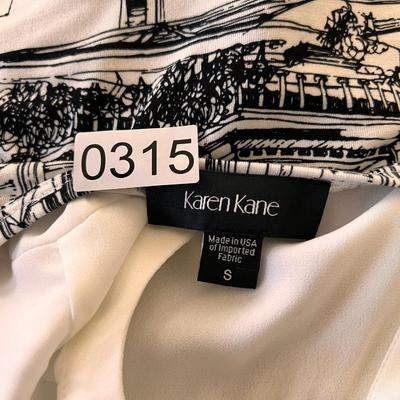 0315
Karen Kane
Made in USA
of Imported
Fabric
S